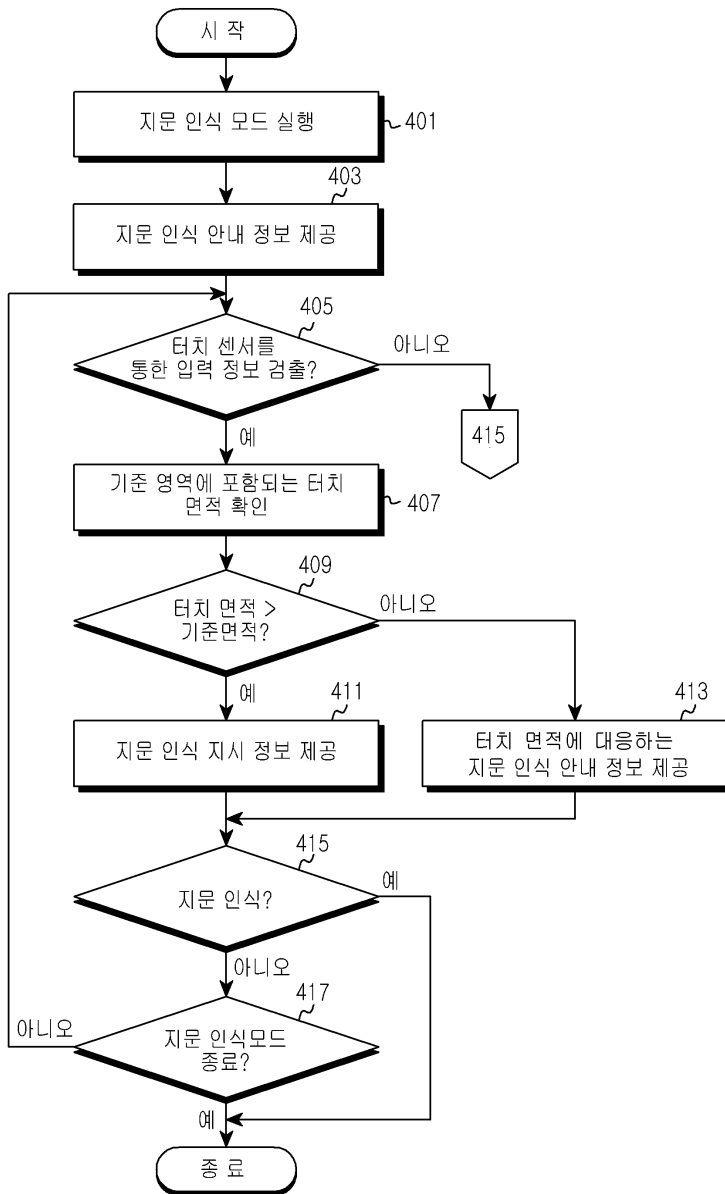 시 작
지문 인식 모드 실행
401
403
지문 인식 안내 정보 제공
405
터치 센서를
통한 입력 정보 검출?
아니오
415
예
기준 영역에 포함되는 터치
면적 확인
407
409
터치 면적 >
기준면적?
아니오
예
411
지문 인식 지시 정보 제공
413
터치 면적에 대응하는
지문 인식 안내 정보 제공
415
지문 인식?
예
아니오
417
지문 인식모드
종료?
아니오
예
종 료